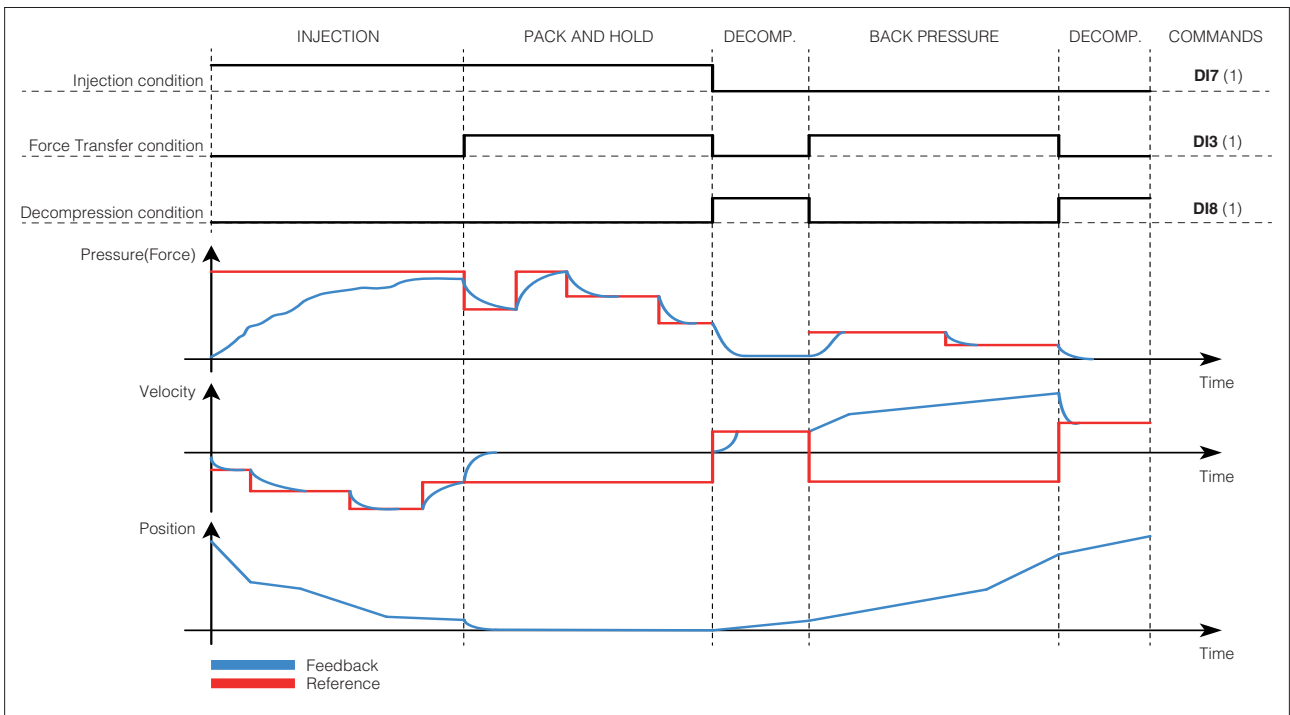 INJECTION PACK AND HOLD DECOMP. BACK PRESSURE DECOMP. COMMANDS
Injection condition DI7 (1)
Force Transfer condition DI3 (1)
Decompression condition DI8 (1)
Pressure(Force)
Time
Velocity
Time
Position
Time
Feedback
Reference